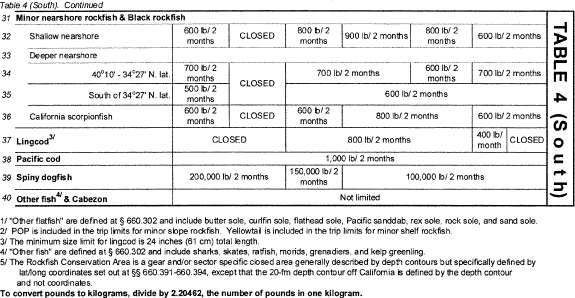 Table 4 (South). Continued
31 Minor nearshore rockfish & Black rockfish
32 Shallow nearshore 600 lb/ 2 months CLOSED 800 lb/ 2 months 900 lb/ 2 months 800 lb/ 2 months 600 lb/ 2 months
33 Deeper nearshore
34 40°10' - 34°27' N. lat. 700 lb/ 2 months CLOSED 700 lb/ 2 months 600 lb/ 2 months 700 lb/ 2 months
35 South of 34°27' N. lat. 500 lb/ 2 months 600 lb/ 2 months
36 California scorpionfish 600 lb/ 2 months CLOSED 600 lb/ 2 months 800 lb/ 2 months 600 lb/ 2 months
37 Lingcod3/ CLOSED 800 lb/ 2 months 400 lb/ month CLOSED
38 Pacific cod 1,000 lb/ 2 months
39 Spiny dogfish 200,000 lb/ 2 months 150,000 lb/ 2 months 100,000 lb/ 2 months
40 Other fish4/ & Cabezon Not limited
TABLE 4 (South)
1/ "Other flatfish" are defined at § 660.302 and include butter sole, curlfin sole, flathead sole, Pacific sanddab, rex sole, rock sole, and sand sole.
2/ POP is included in the trip limits for minor slope rockfish. Yellowtail is included in the trip limits for minor shelf rockfish.
3/ The minimum size limit for lingcod is 24 inches (61 cm) total length.
4/ "Other fish" are defined at § 660.302 and include sharks, skates, ratfish, morids, grenadiers, and kelp greenling.
5/ The Rockfish Conservation Area is a gear and/or sector specific closed area generally described by depth contours but specifically defined by
lat/long coordinates set out at §§ 660.391-660.394, except that the 20-fm depth contour off California is defined by the depth contour
and not coordinates.
To convert pounds to kilograms, divide by 2.20462, the number of pounds in one kilogram.